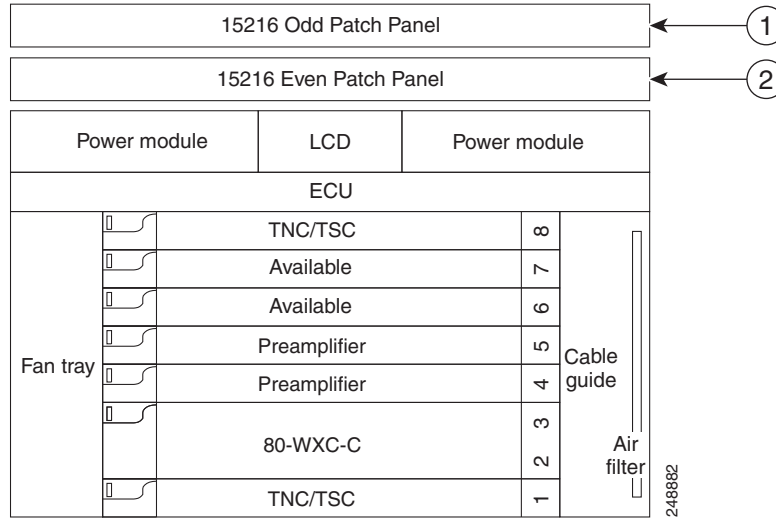 15216 Odd Patch Panel
1
15216 Even Patch Panel
2
Power module
LCD
Power module
ECU
TNC/TSC
8
Available
7
Available
6
Preamplifier
5
Fan tray
Cable
guide
Preamplifier
4
80-WXC-C
3
2
Air
filter
TNC/TSC
1
248882